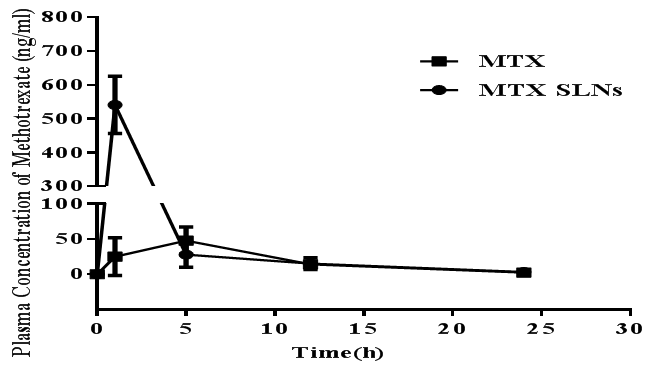 Plasma Concentration of Methotrexate (ng/ml)
800
700
600
500
400
300
100
50
0
MTX
MTX SLNs
0 5 10 15 20 25 30
Time(h)